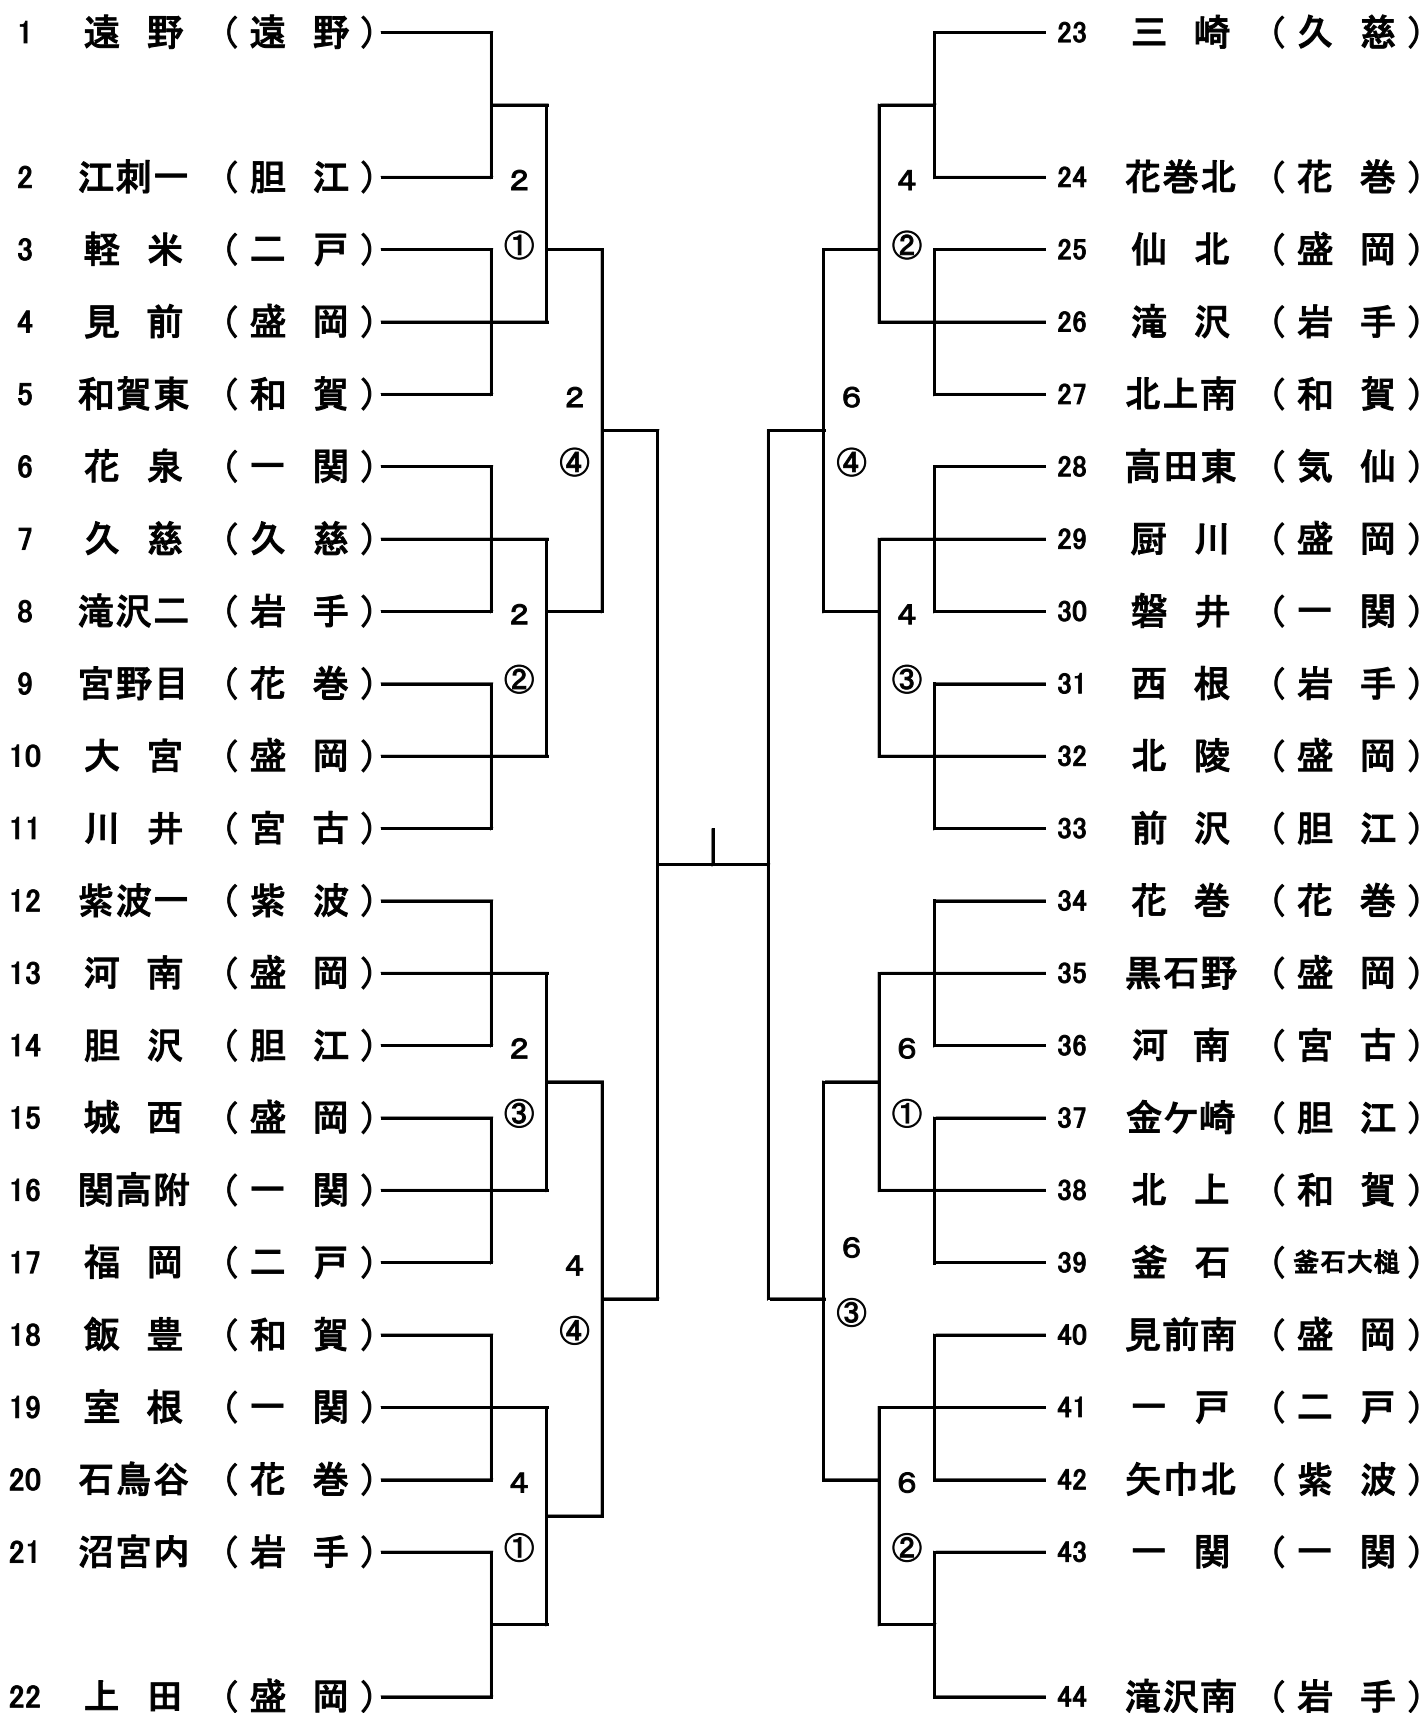 1 遠野 (遠野)
2 江刺一 (胆江)
3 軽米 (二戸)
4 見前 (盛岡)
5 和賀東 (和賀)
6 花泉 (一関)
7 久慈 (久慈)
8 滝沢二 (岩手)
9 宮野目 (花巻)
10 大宮 (盛岡)
11 川井 (宮古)
12 紫波一 (紫波)
13 河南 (盛岡)
14 胆沢 (胆江)
15 城西 (盛岡)
16 関高附 (一関)
17 福岡 (二戸)
18 飯豊 (和賀)
19 室根 (一関)
20 石鳥谷 (花巻)
21 沼宮内 (岩手)
22 上田 (盛岡)
2
①
2
④
2
②
2
③
4
④
4
①
4
②
6
④
4
③
6
①
6
③
6
②
23 三崎 (久慈)
24 花巻北 (花巻)
25 仙北 (盛岡)
26 滝沢 (岩手)
27 北上南 (和賀)
28 高田東 (気仙)
29 厨川 (盛岡)
30 磐井 (一関)
31 西根 (岩手)
32 北陵 (盛岡)
33 前沢 (胆江)
34 花巻 (花巻)
35 黒石野 (盛岡)
36 河南 (宮古)
37 金ケ崎 (胆江)
38 北上 (和賀)
39 釜石 (釜石大槌)
40 見前南 (盛岡)
41 一戸 (二戸)
42 矢巾北 (紫波)
43 一関 (一関)
44 滝沢南 (岩手)